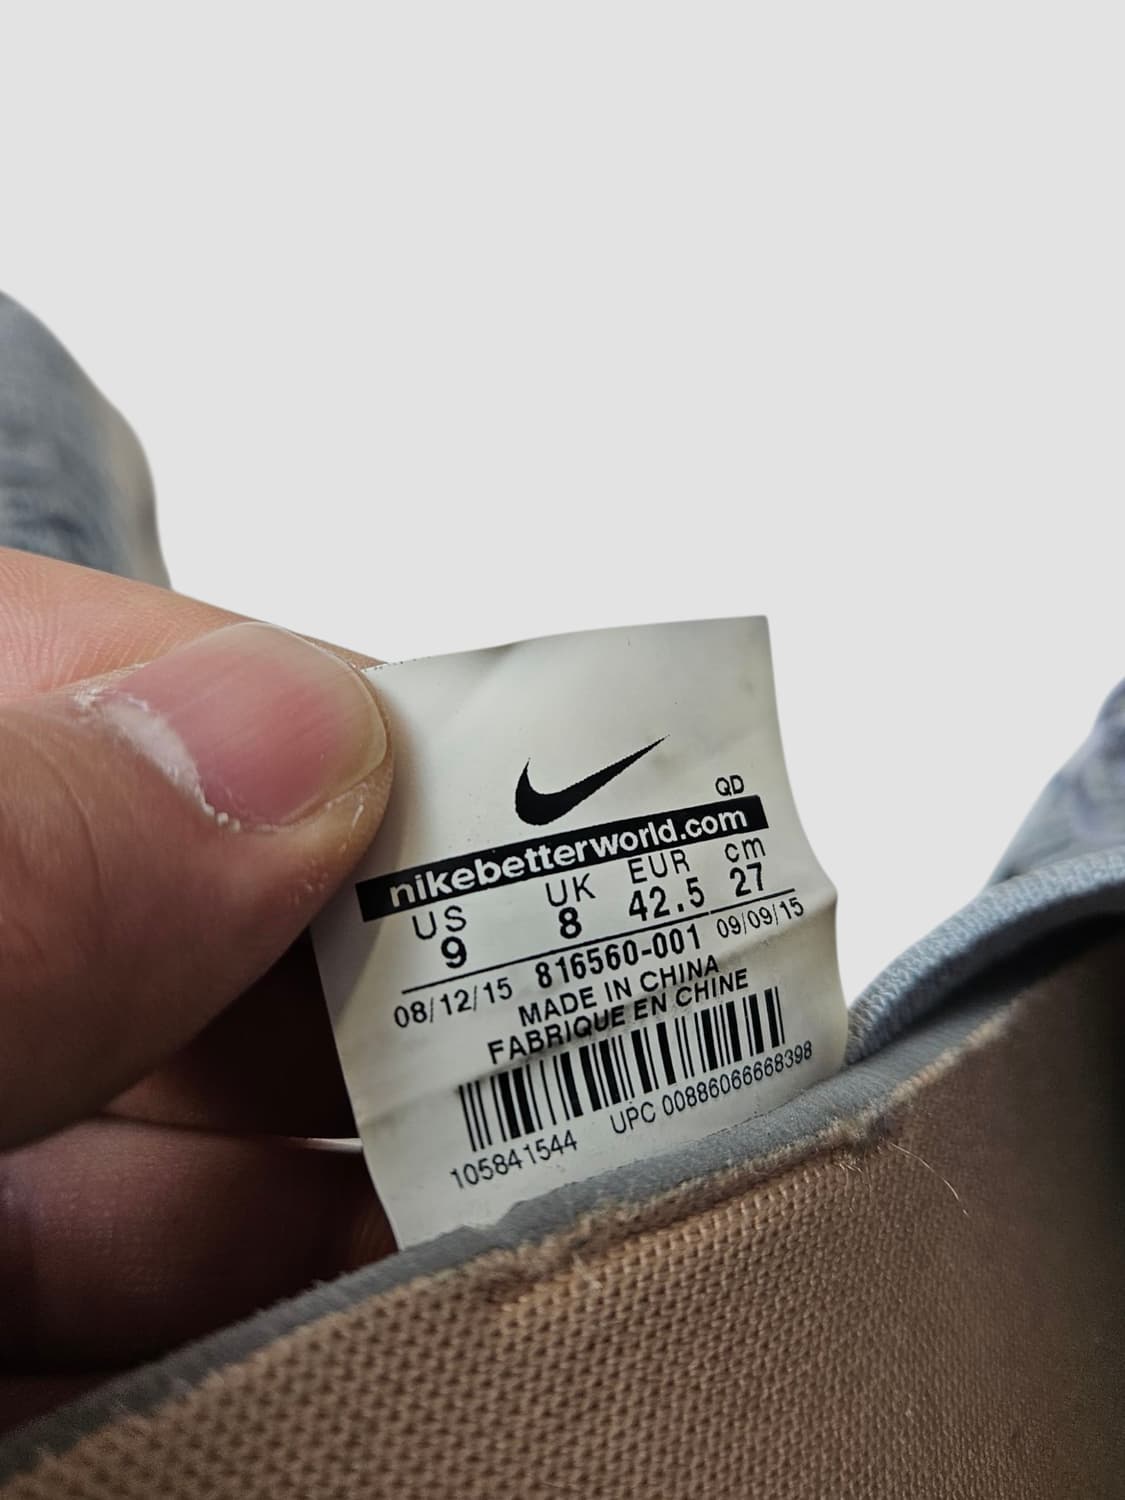 QD
nikebetterworld.com
US UK EUR cm
9 8 42.5 27
08/12/15 816560-001 09/09/15
MADE IN CHINA
FABRIQUE EN CHINE
105841544 UPC 00886066668398